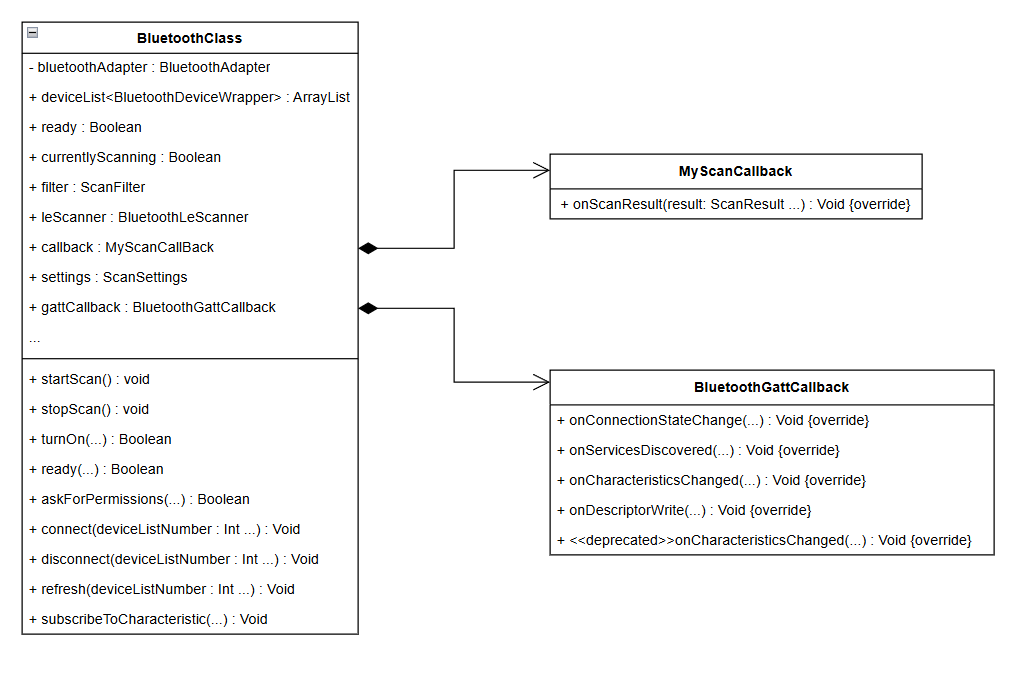 BluetoothClass
- bluetoothAdapter : BluetoothAdapter
+ deviceList<BluetoothDeviceWrapper> : ArrayList
+ ready : Boolean
+ currentlyScanning : Boolean
+ filter : ScanFilter
+ leScanner : BluetoothLeScanner
+ callback : MyScanCallBack
+ settings : ScanSettings
+ gattCallback : BluetoothGattCallback
...
+ startScan() : void
+ stopScan() : void
+ turnOn(...) : Boolean
+ ready(...) : Boolean
+ askForPermissions(...) : Boolean
+ connect(deviceListNumber : Int ...) : Void
+ disconnect(deviceListNumber : Int ...) : Void
+ refresh(deviceListNumber : Int ...) : Void
+ subscribeToCharacteristic(...) : Void
MyScanCallback
+ onScanResult(result: ScanResult ...) : Void {override}
BluetoothGattCallback
+ onConnectionStateChange(...) : Void {override}
+ onServicesDiscovered(...) : Void {override}
+ onCharacteristicsChanged(...) : Void {override}
+ onDescriptorWrite(...) : Void {override}
+ <<deprecated>>onCharacteristicsChanged(...) : Void {override}